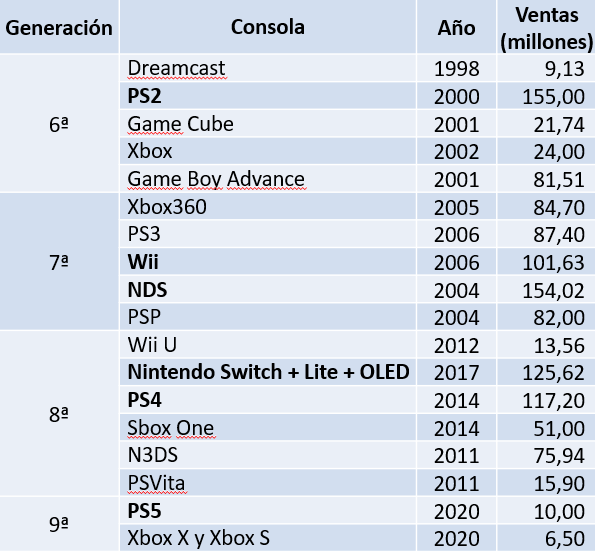 Generación Consola Año Ventas (millones)
6ª
Dreamcast 1998 9,13
PS2 2000 155,00
Game Cube 2001 21,74
Xbox 2002 24,00
Game Boy Advance 2001 81,51
7ª
Xbox360 2005 84,70
PS3 2006 87,40
Wii 2006 101,63
NDS 2004 154,02
PSP 2004 82,00
8ª
Wii U 2012 13,56
Nintendo Switch + Lite + OLED 2017 125,62
PS4 2014 117,20
Sbox One 2014 51,00
N3DS 2011 75,94
PSVita 2011 15,90
9ª
PS5 2020 10,00
Xbox X y Xbox S 2020 6,50